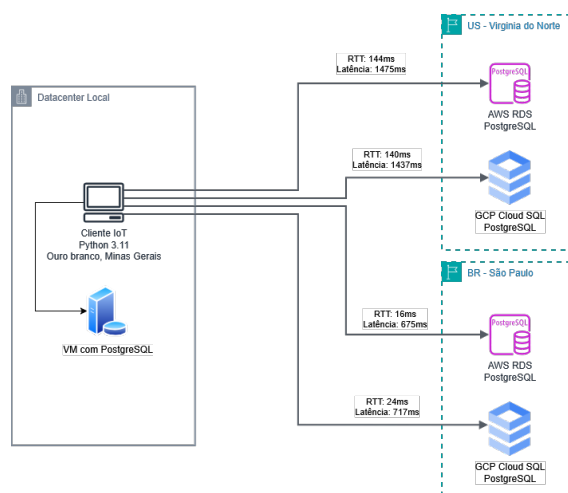 US - Virginia do Norte
RTT: 144ms
Latência: 1475ms
PostgreSQL
AWS RDS
PostgreSQL
Datacenter Local
RTT: 140ms
Latência: 1437ms
GCP Cloud SQL
PostgreSQL
Cliente IoT
Python 3.11
Ouro branco, Minas Gerais
BR - São Paulo
RTT: 16ms
Latência: 675ms
PostgreSQL
AWS RDS
PostgreSQL
VM com PostgreSQL
RTT: 24ms
Latência: 717ms
GCP Cloud SQL
PostgreSQL